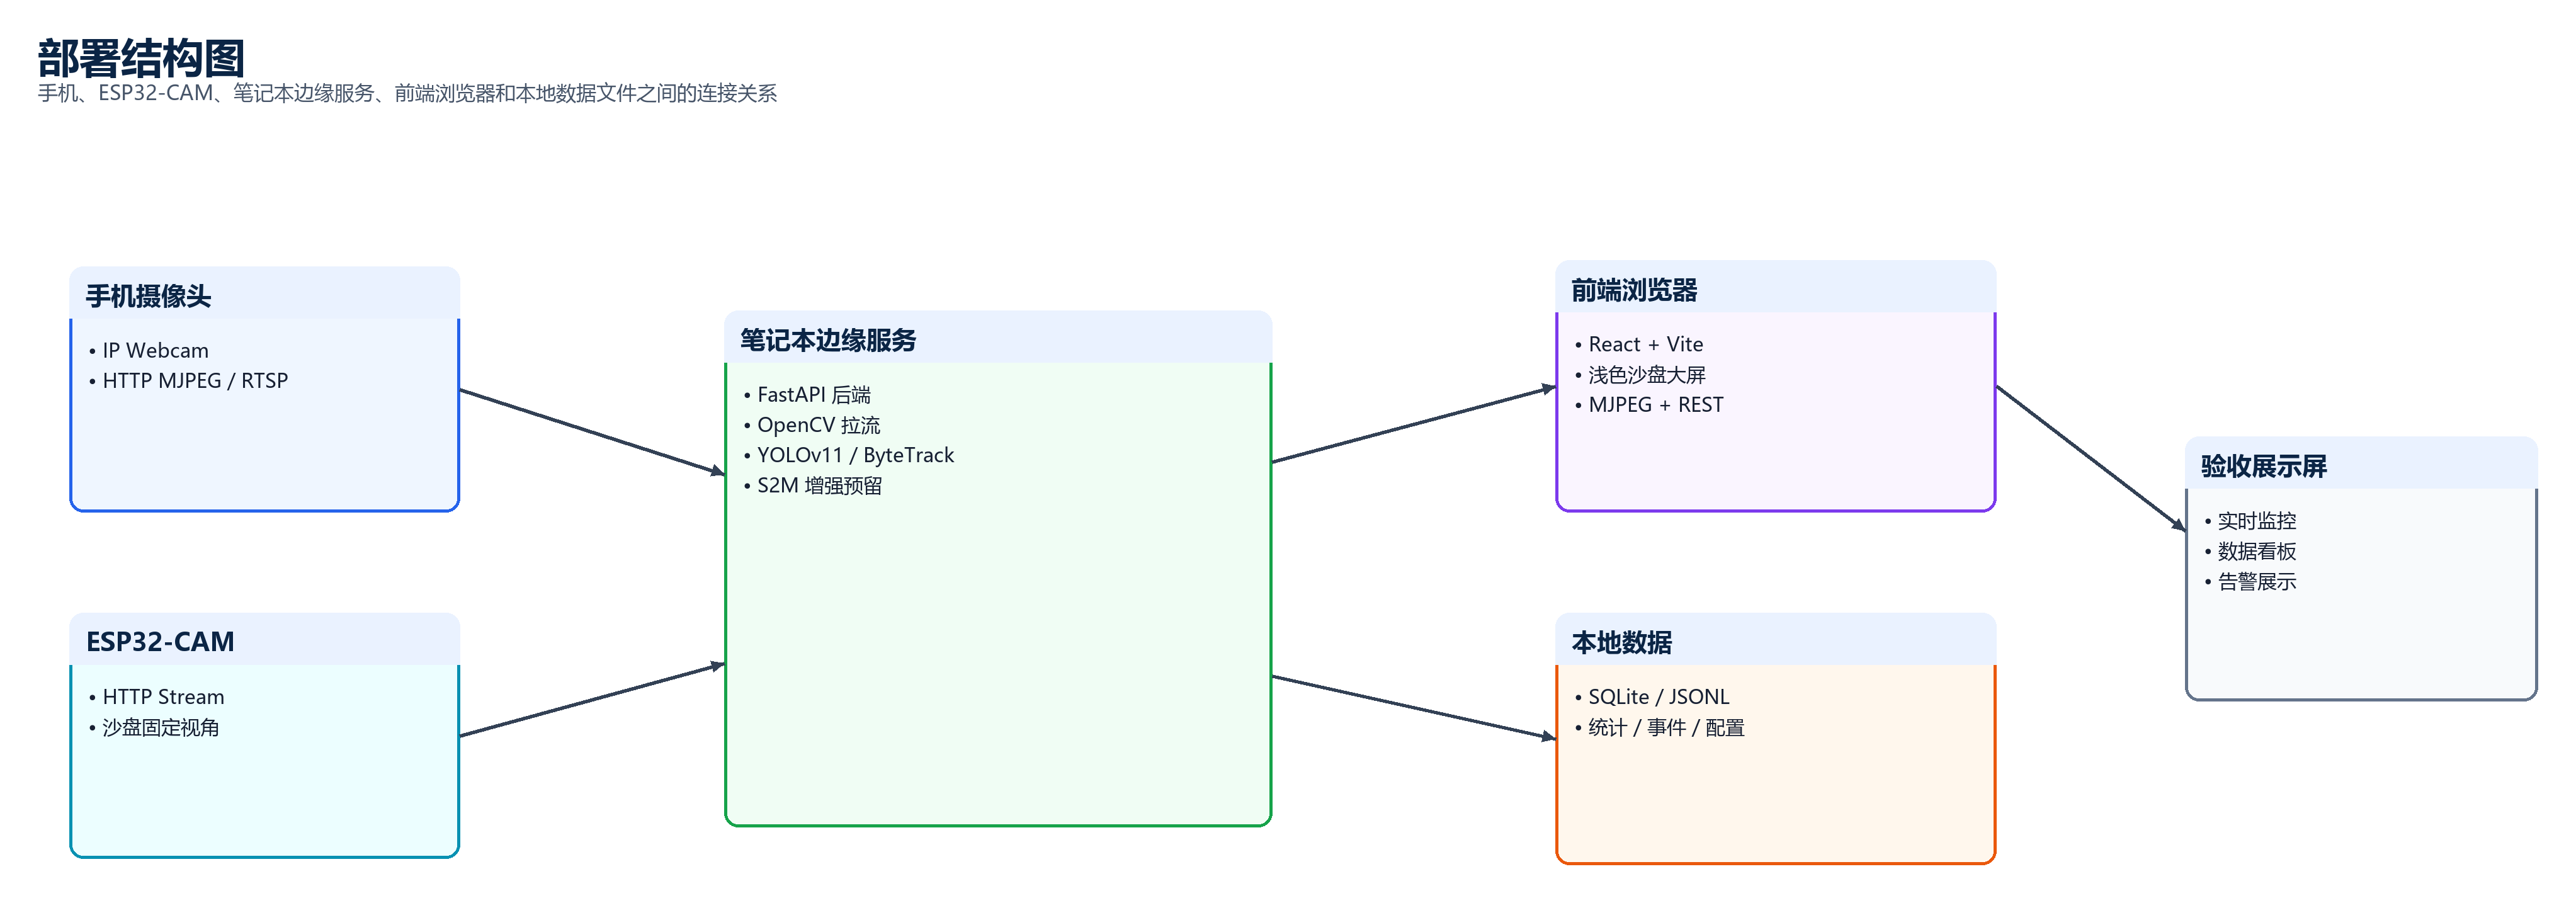 部署结构图
手机、ESP32-CAM、笔记本边缘服务、前端浏览器和本地数据文件之间的连接关系
手机摄像头
• IP Webcam
• HTTP MJPEG / RTSP
ESP32-CAM
• HTTP Stream
• 沙盘固定视角
笔记本边缘服务
• FastAPI 后端
• OpenCV 拉流
• YOLOv11 / ByteTrack
• S2M 增强预留
前端浏览器
• React + Vite
• 浅色沙盘大屏
• MJPEG + REST
本地数据
• SQLite / JSONL
• 统计 / 事件 / 配置
验收展示屏
• 实时监控
• 数据看板
• 告警展示